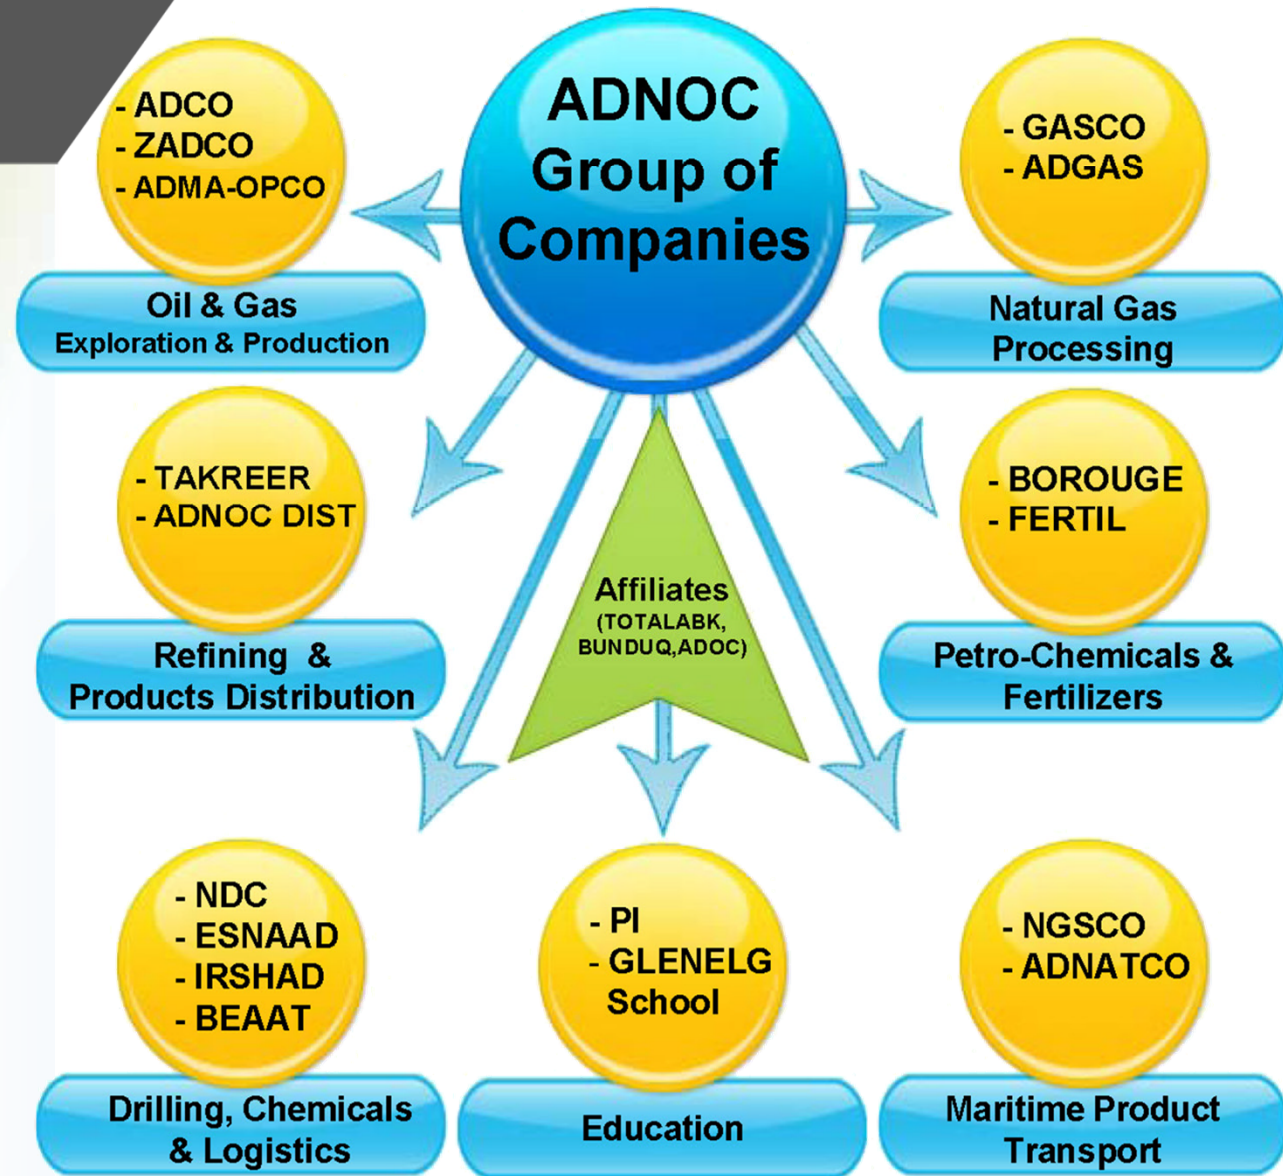 ADNOC
Group of
Companies
- ADCO
- ZADCO
- ADMA-OPCO
Oil & Gas
Exploration & Production
- GASCO
- ADGAS
Natural Gas
Processing
- TAKREER
- ADNOC DIST
Refining &
Products Distribution
Affiliates
(TOTALABK,
BUNDUQ,ADOC)
- BOROUGE
- FERTIL
Petro-Chemicals &
Fertilizers
- NDC
- ESNAAD
- IRSHAD
- BEAAT
Drilling, Chemicals
& Logistics
- PI
- GLENELG
School
Education
- NGSCO
- ADNATCO
Maritime Product
Transport